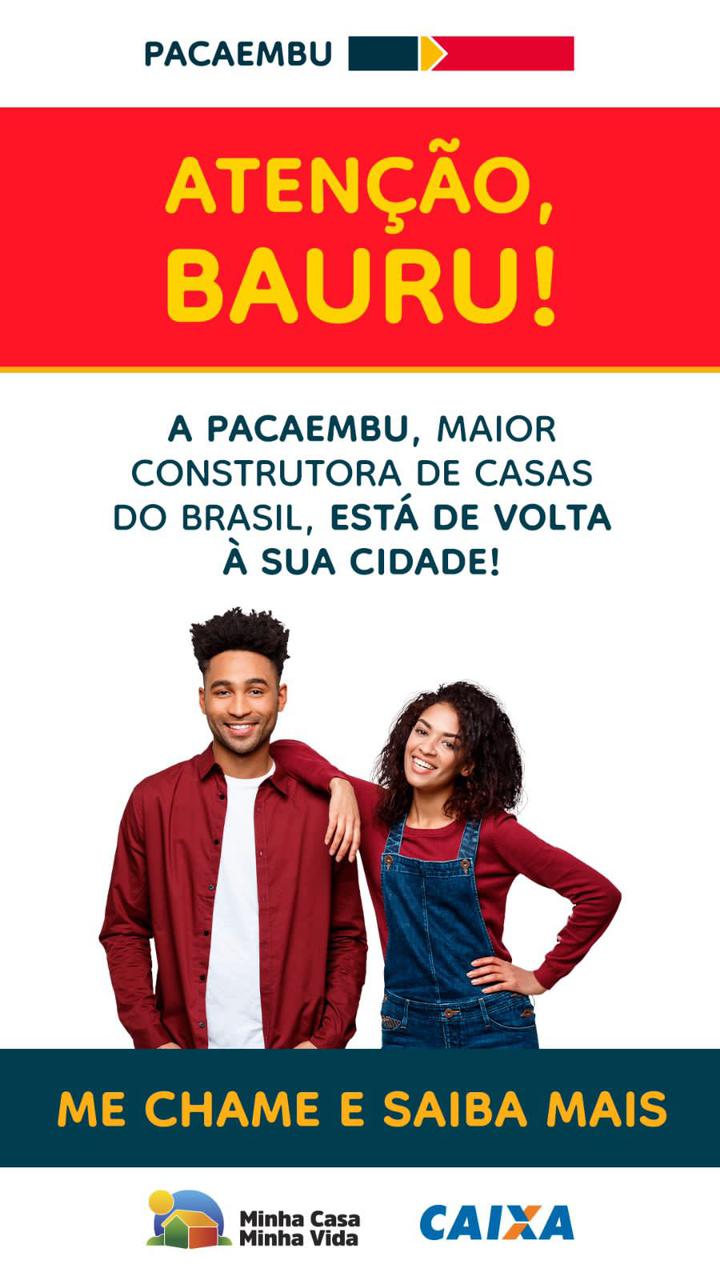 PACAEMBU
ATENÇÃO,
BAURU!
A PACAEMBU, MAIOR
CONSTRUTORA DE CASAS
DO BRASIL, ESTÁ DE VOLTA
À SUA CIDADE!
ME CHAME E SAIBA MAIS
Minha Casa
Minha Vida
CAIXA